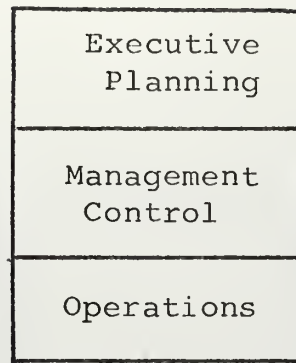 Executive
Planning
Management
Control
Operations